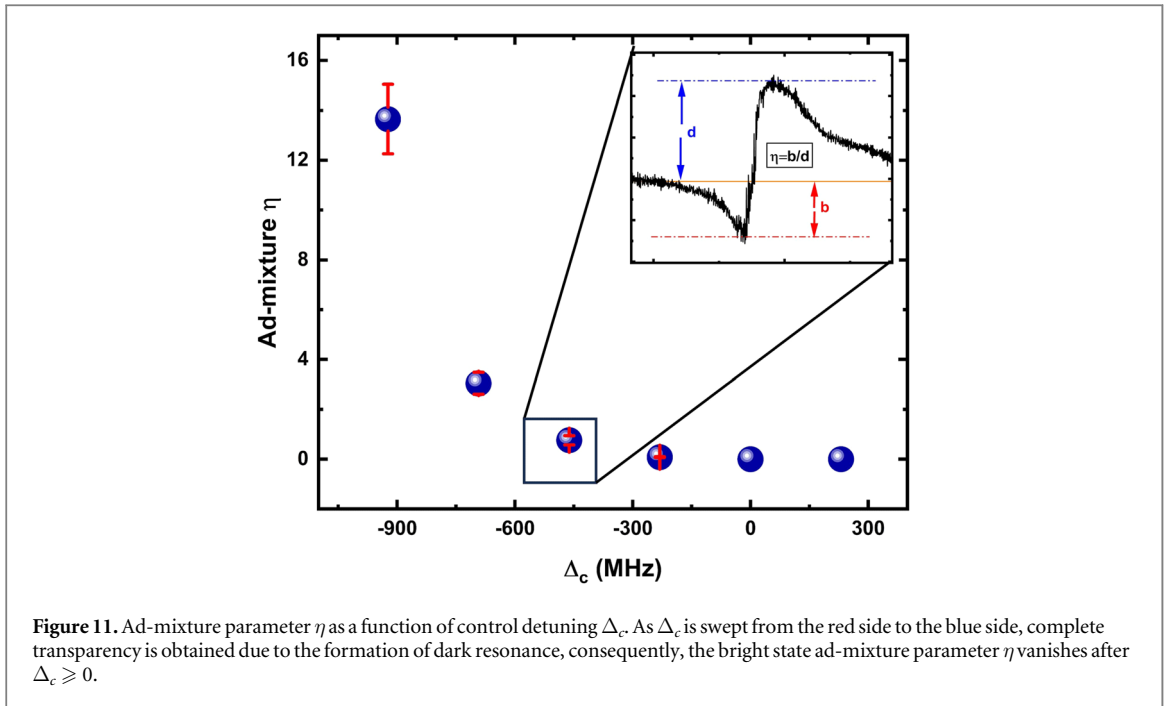 16
12
8
4
0
Ad-mixture η
d
η=b/d
b
-900 -600 -300 0 300
Δc (MHz)
Figure 11. Ad-mixture parameter η as a function of control detuning Δc. As Δc is swept from the red side to the blue side, complete
transparency is obtained due to the formation of dark resonance, consequently, the bright state ad-mixture parameter η vanishes after
Δc ⩾ 0.